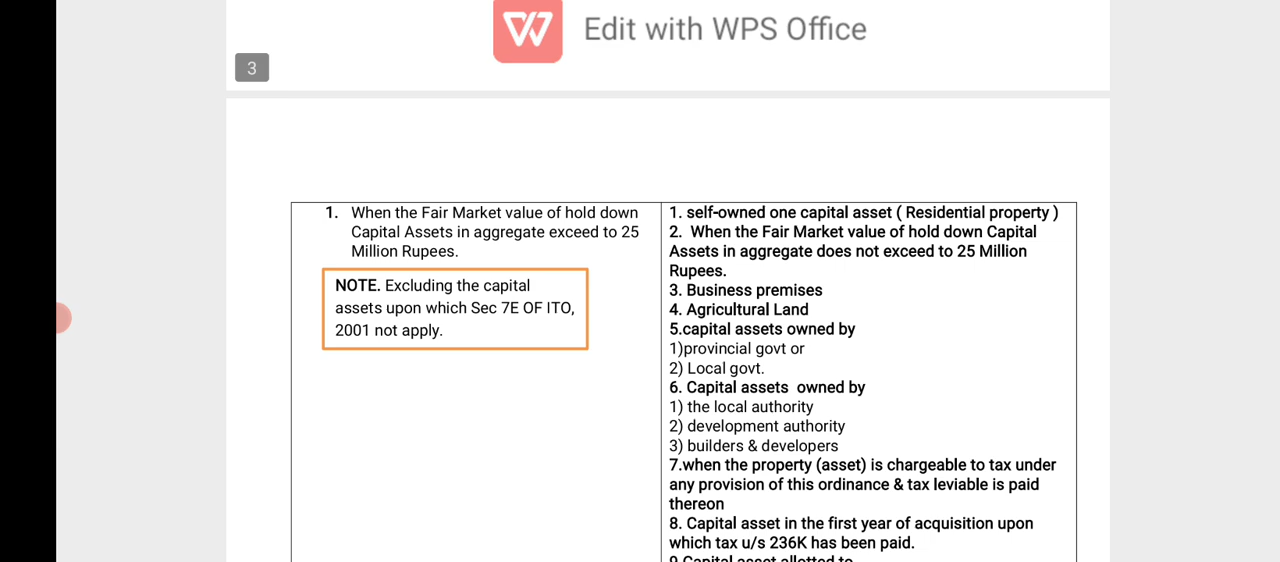 Edit with WPS Office
3
1. When the Fair Market value of hold down
Capital Assets in aggregate exceed to 25
Million Rupees.
NOTE. Excluding the capital
assets upon which Sec 7E OF ITO,
2001 not apply.
1. self-owned one capital asset ( Residential property )
2. When the Fair Market value of hold down Capital
Assets in aggregate does not exceed to 25 Million
Rupees.
3. Business premises
4. Agricultural Land
5.capital assets owned by
1)provincial govt or
2) Local govt.
6. Capital assets owned by
1) the local authority
2) development authority
3) builders & developers
7.when the property (asset) is chargeable to tax under
any provision of this ordinance & tax leviable is paid
thereon
8. Capital asset in the first year of acquisition upon
which tax u/s 236K has been paid.
9.Capital asset allotted to